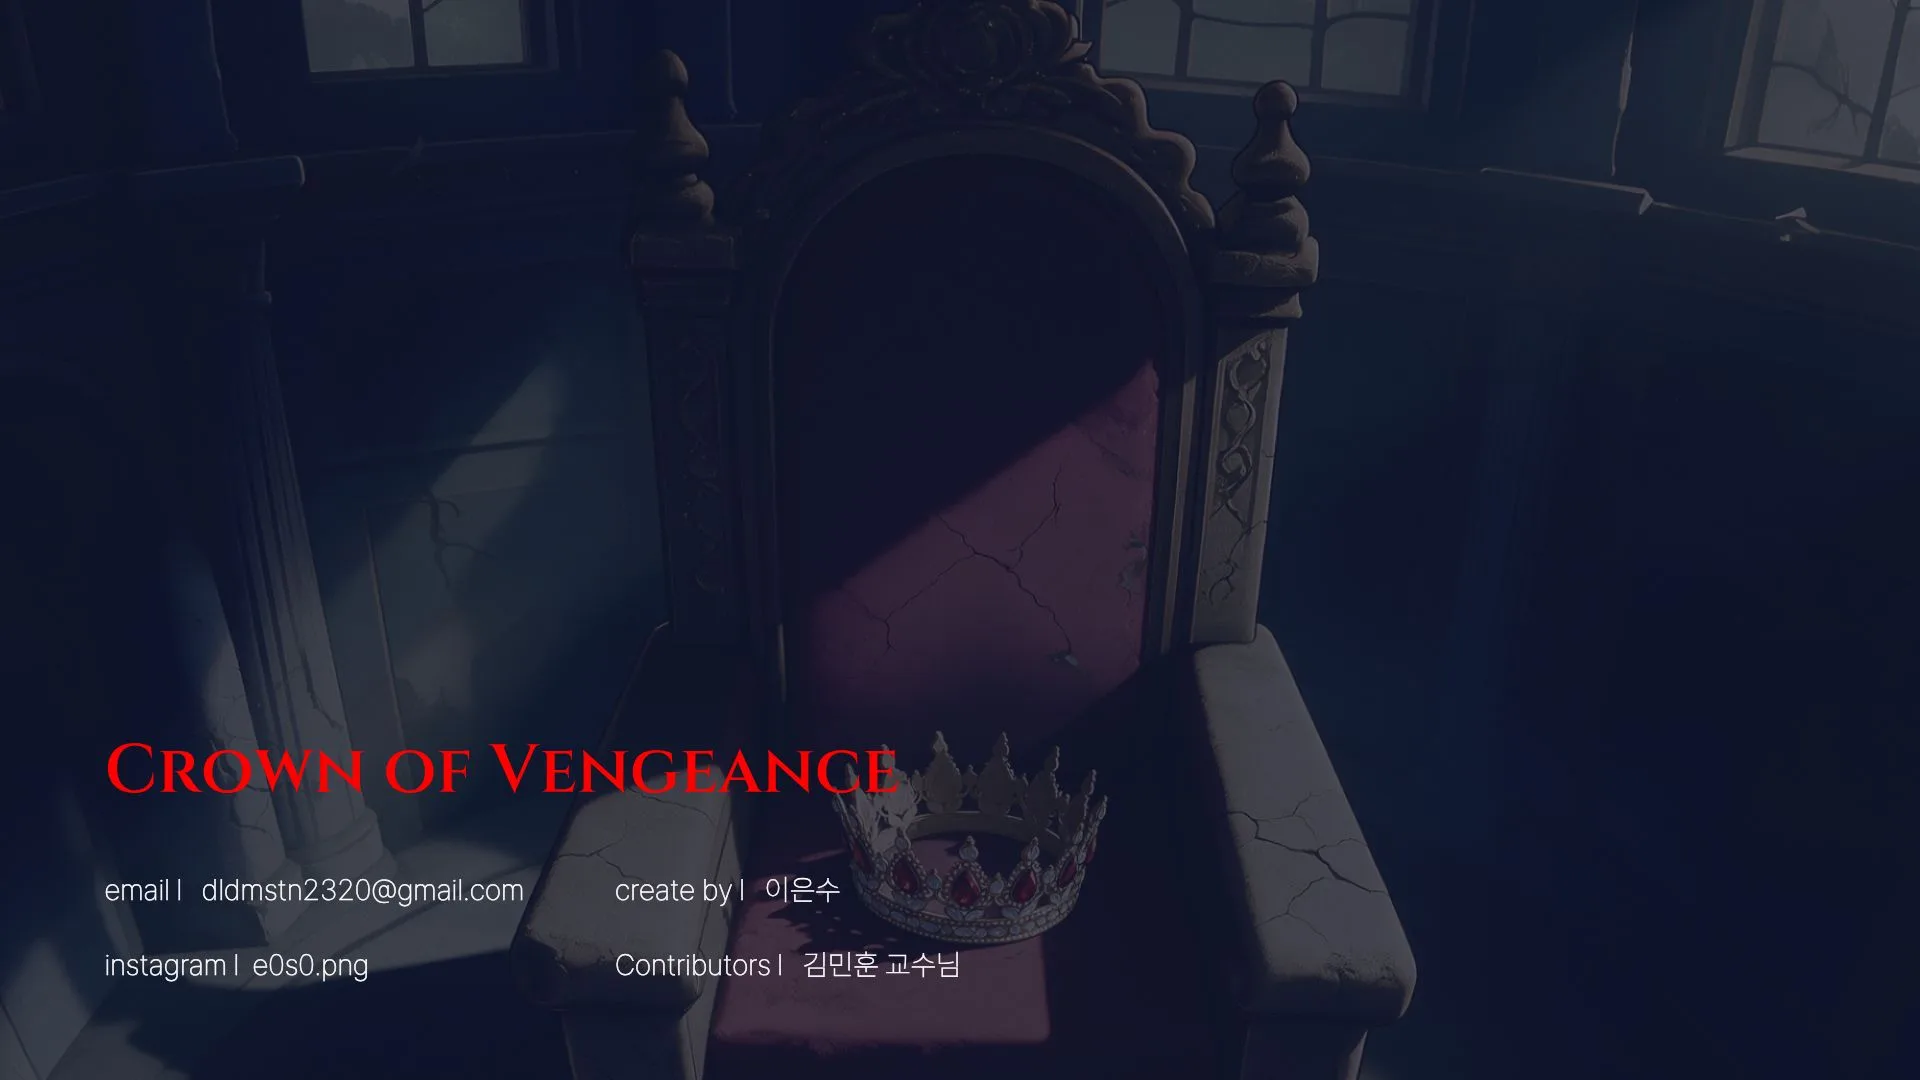 Crown of Vengeance
email | dldmstn2320@gmail.com
create by | 이은수
instagram | e0s0.png
Contributors | 김민훈 교수님